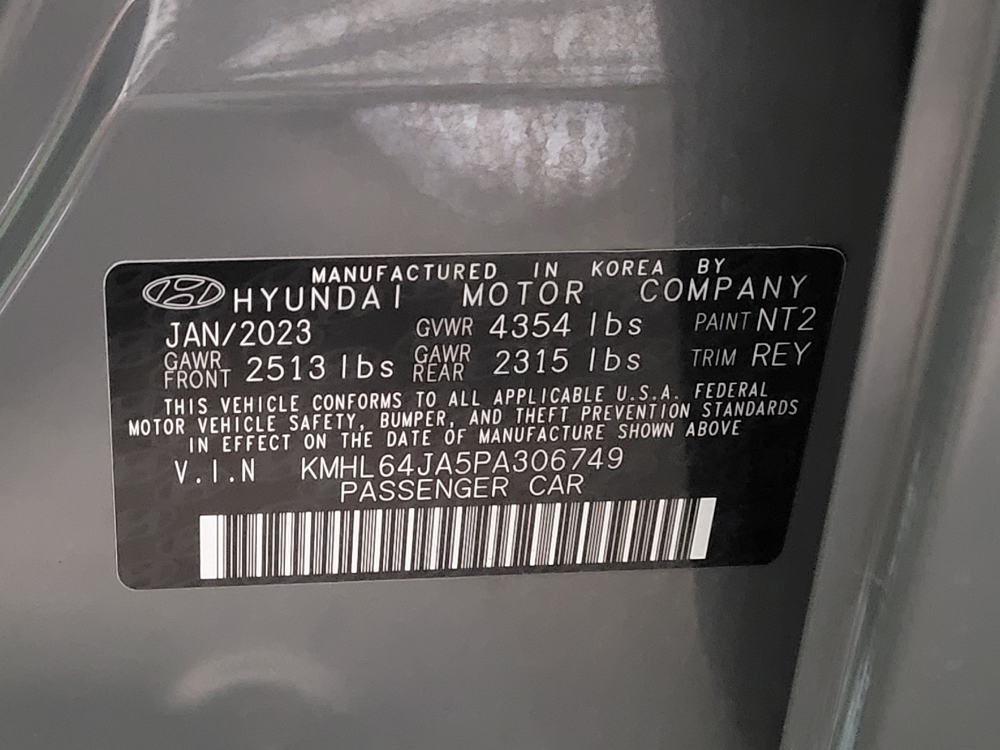 MANUFACTURED IN KOREA BY
HYUNDAI MOTOR COMPANY
JAN/2023 GVWR 4354 lbs PAINT NT2
GAWR FRONT 2513 lbs GAWR REAR 2315 lbs TRIM REY
THIS VEHICLE CONFORMS TO ALL APPLICABLE U.S.A. FEDERAL
MOTOR VEHICLE SAFETY, BUMPER, AND THEFT PREVENTION STANDARDS
IN EFFECT ON THE DATE OF MANUFACTURE SHOWN ABOVE
V.I.N KMHL64JA5PA306749
PASSENGER CAR